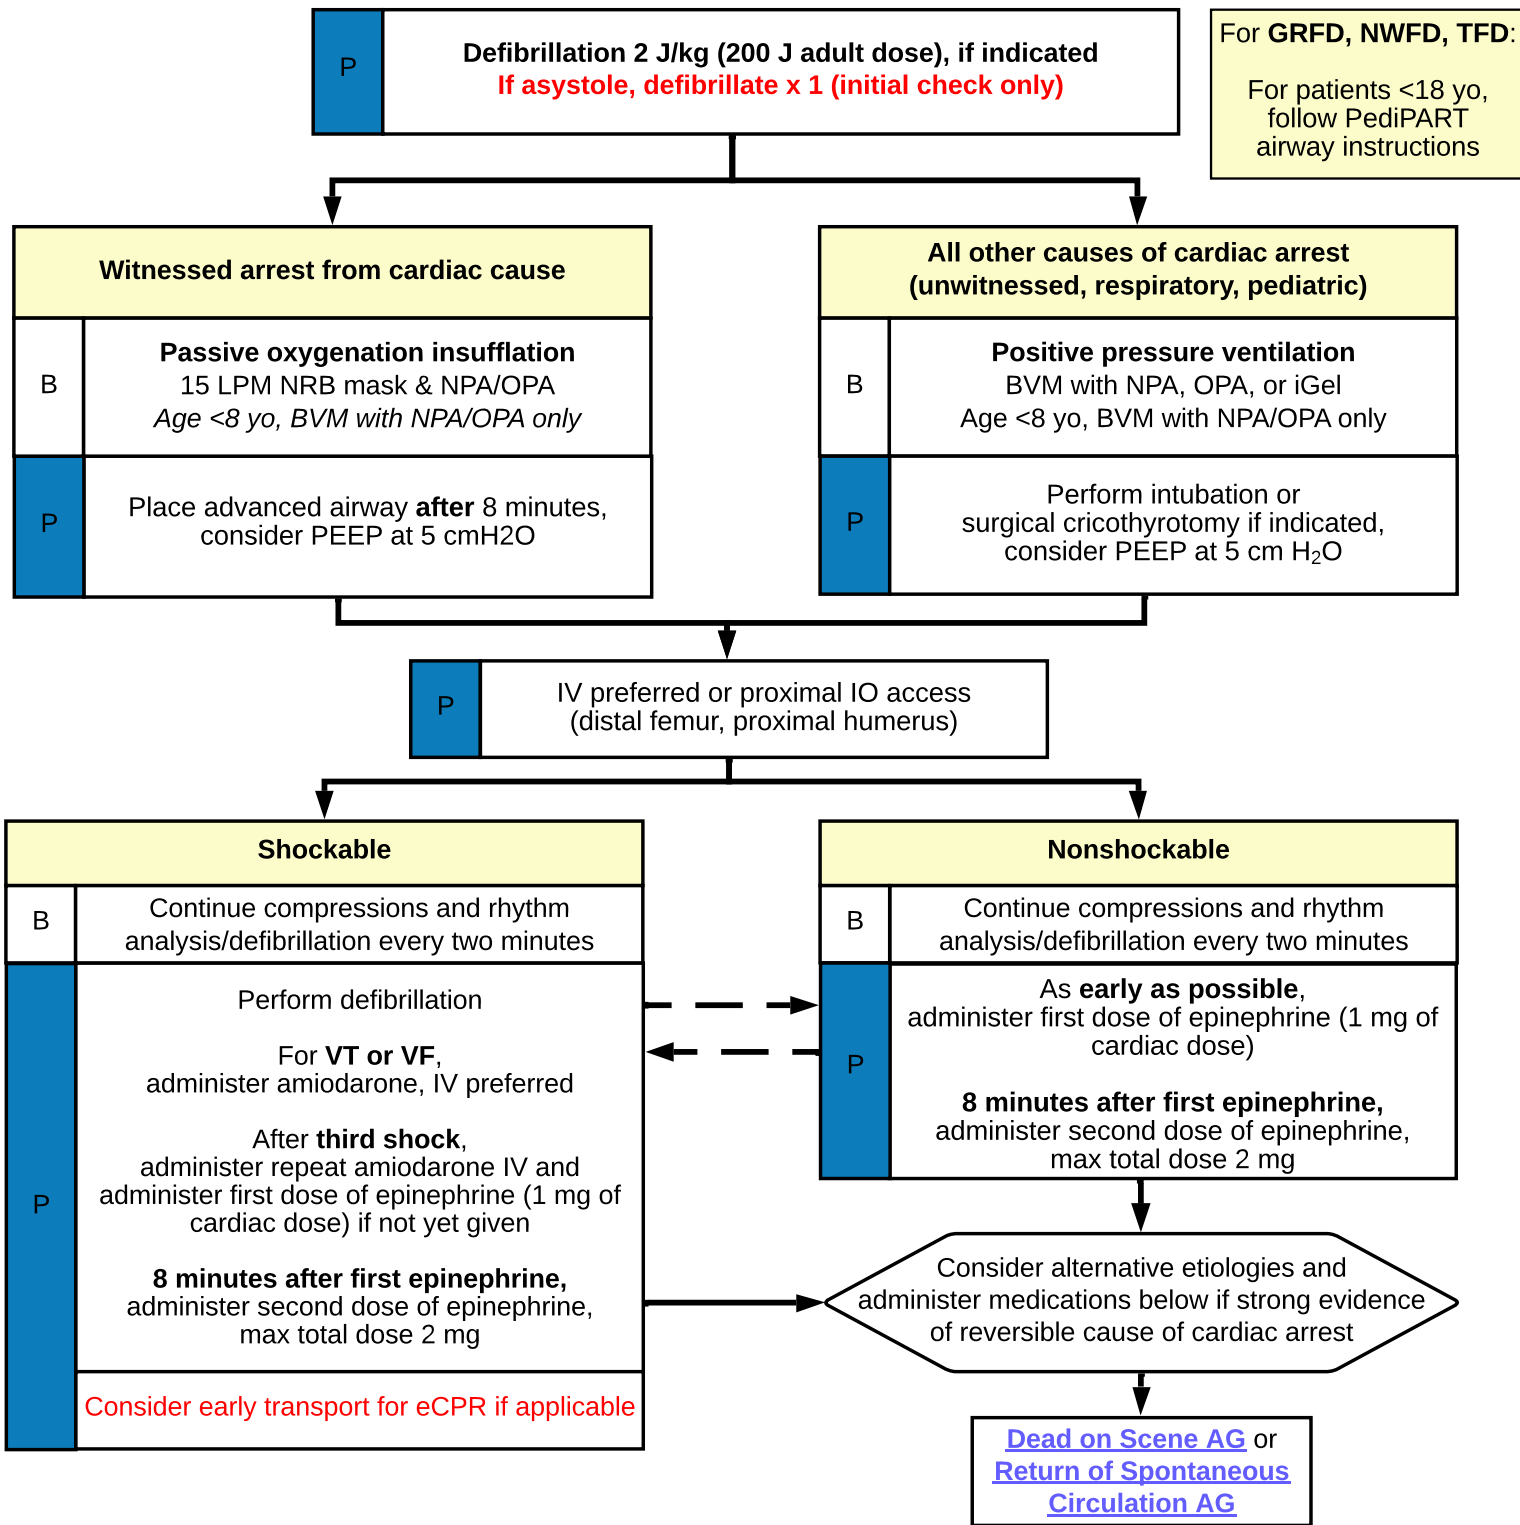 P
Defibrillation 2 J/kg (200 J adult dose), if indicated
If asystole, defibrillate x 1 (initial check only)
For GRFD, NWFD, TFD:
For patients <18 yo,
follow PediPART
airway instructions
Witnessed arrest from cardiac cause
B
Passive oxygenation insufflation
15 LPM NRB mask & NPA/OPA
Age <8 yo, BVM with NPA/OPA only
P
Place advanced airway after 8 minutes,
consider PEEP at 5 cmH2O
All other causes of cardiac arrest
(unwitnessed, respiratory, pediatric)
B
Positive pressure ventilation
BVM with NPA, OPA, or iGel
Age <8 yo, BVM with NPA/OPA only
P
Perform intubation or
surgical cricothyrotomy if indicated,
consider PEEP at 5 cm H₂O
P
IV preferred or proximal IO access
(distal femur, proximal humerus)
Shockable
B
Continue compressions and rhythm
analysis/defibrillation every two minutes
P
Perform defibrillation
For VT or VF,
administer amiodarone, IV preferred
After third shock,
administer repeat amiodarone IV and
administer first dose of epinephrine (1 mg of
cardiac dose) if not yet given
8 minutes after first epinephrine,
administer second dose of epinephrine,
max total dose 2 mg
Consider early transport for eCPR if applicable
Nonshockable
B
Continue compressions and rhythm
analysis/defibrillation every two minutes
P
As early as possible,
administer first dose of epinephrine (1 mg of
cardiac dose)
8 minutes after first epinephrine,
administer second dose of epinephrine,
max total dose 2 mg
Consider alternative etiologies and
administer medications below if strong evidence
of reversible cause of cardiac arrest
Dead on Scene AG or
Return of Spontaneous
Circulation AG